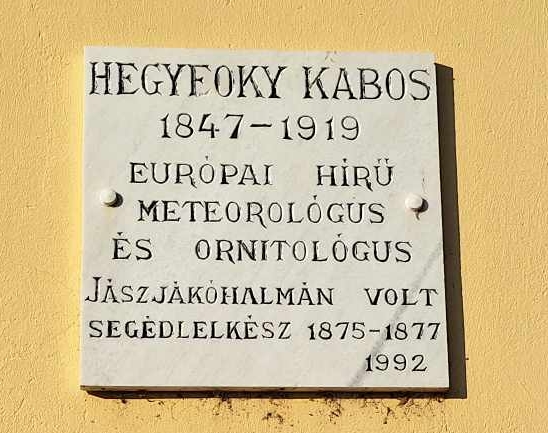 HEGYFOKY KABOS
1847-1919
EURÓPAI HÍRŰ
METEOROLÓGUS
ÉS ORNITOLÓGUS
JÁSZJÁKÓHALMÁN VOLT
SEGÉDLELKÉSZ 1875-1877
1992